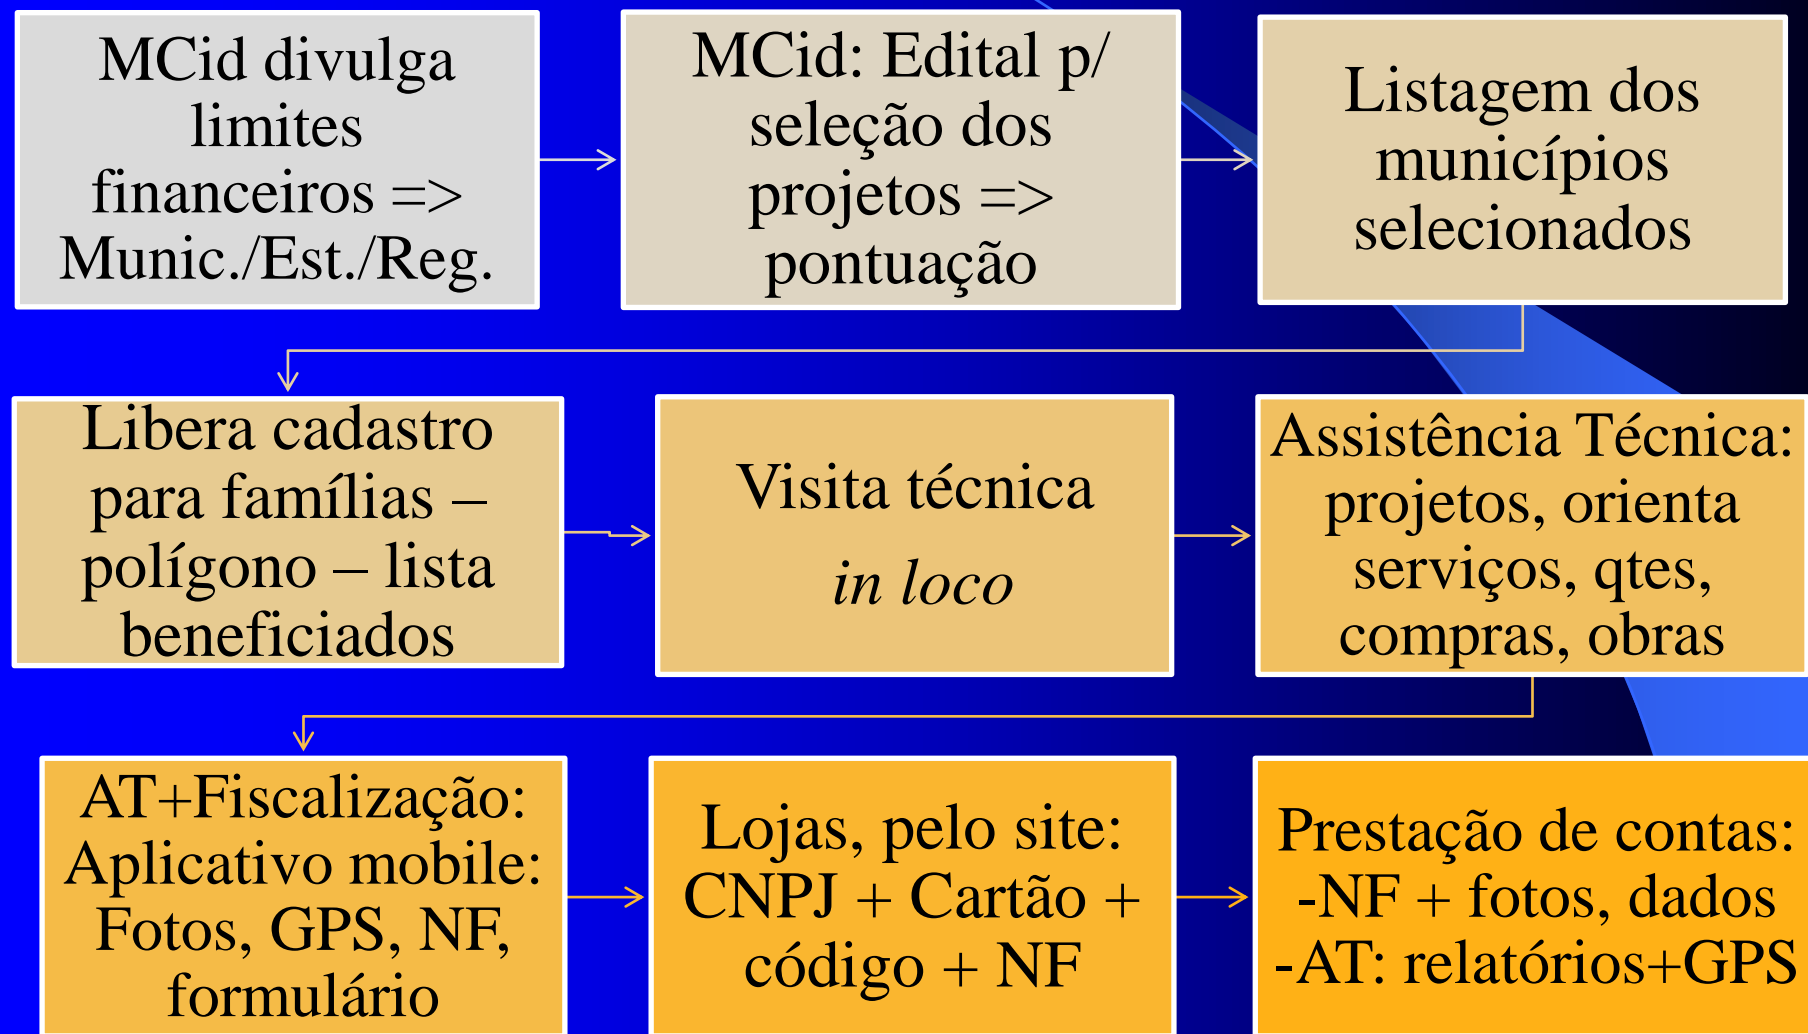 MCid divulga
limites
financeiros =>
Munic./Est./Reg.
MCid: Edital p/
seleção dos
projetos =>
pontuação
Listagem dos
municípios
selecionados
Libera cadastro
para famílias –
polígono – lista
beneficiados
Visita técnica
in loco
Assistência Técnica:
projetos, orienta
serviços, qtes,
compras, obras
AT+Fiscalização:
Aplicativo mobile:
Fotos, GPS, NF,
formulário
Lojas, pelo site:
CNPJ + Cartão +
código + NF
Prestação de contas:
-NF + fotos, dados
-AT: relatórios+GPS